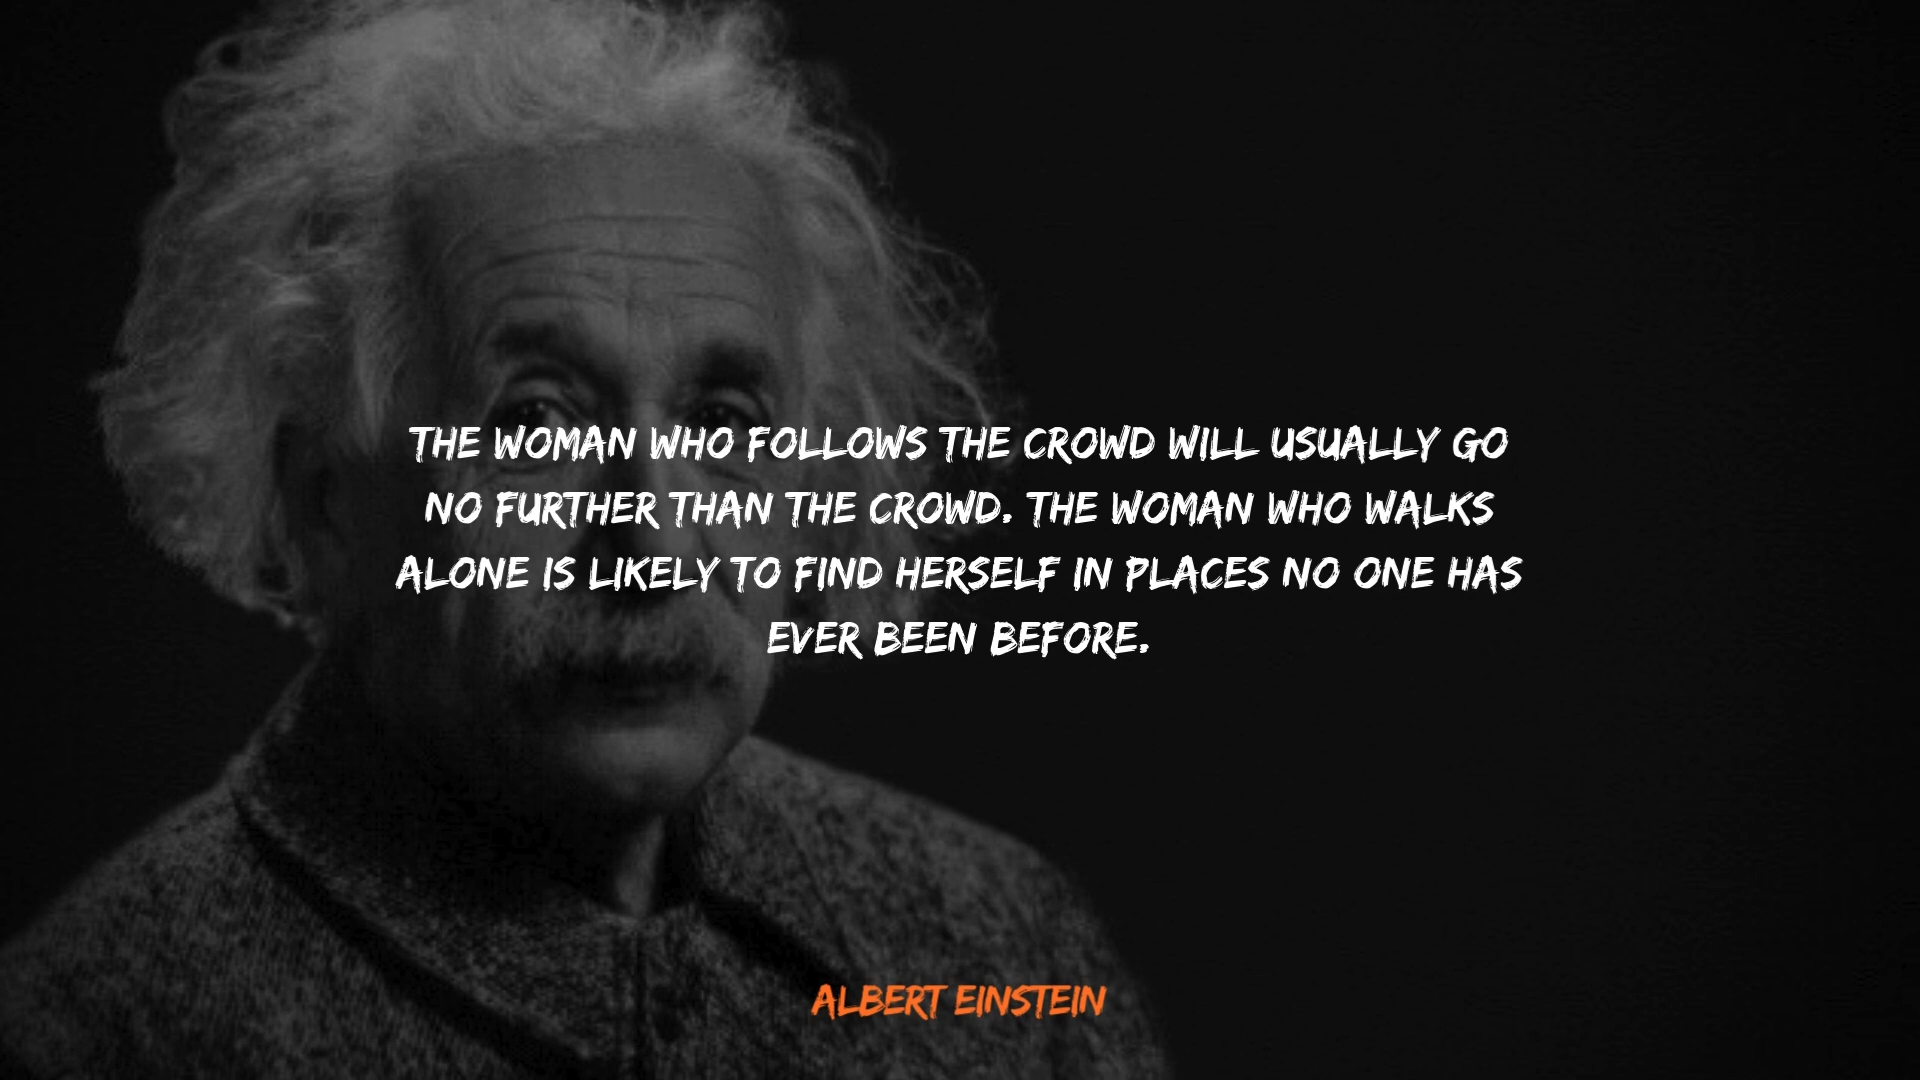 THE WOMAN WHO FOLLOWS THE CROWD WILL USUALLY GO
NO FURTHER THAN THE CROWD. THE WOMAN WHO WALKS
ALONE IS LIKELY TO FIND HERSELF IN PLACES NO ONE HAS
EVER BEEN BEFORE.
ALBERT EINSTEIN